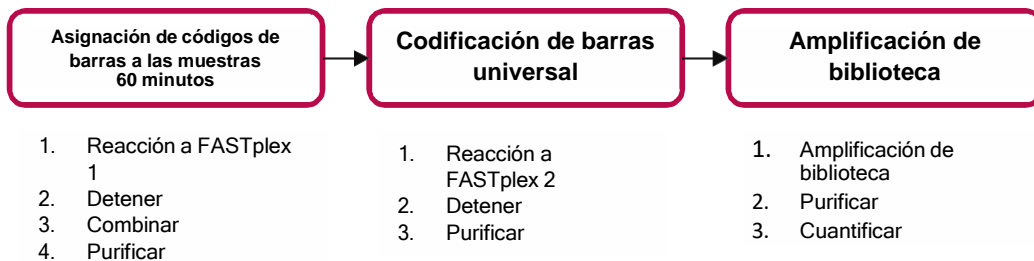 Asignación de códigos de
barras a las muestras
60 minutos
Codificación de barras
universal
Amplificación de
biblioteca
1. Reacción a FASTplex
1
2. Detener
3. Combinar
4. Purificar
1. Reacción a
FASTplex 2
2. Detener
3. Purificar
1. Amplificación de
biblioteca
2. Purificar
3. Cuantificar